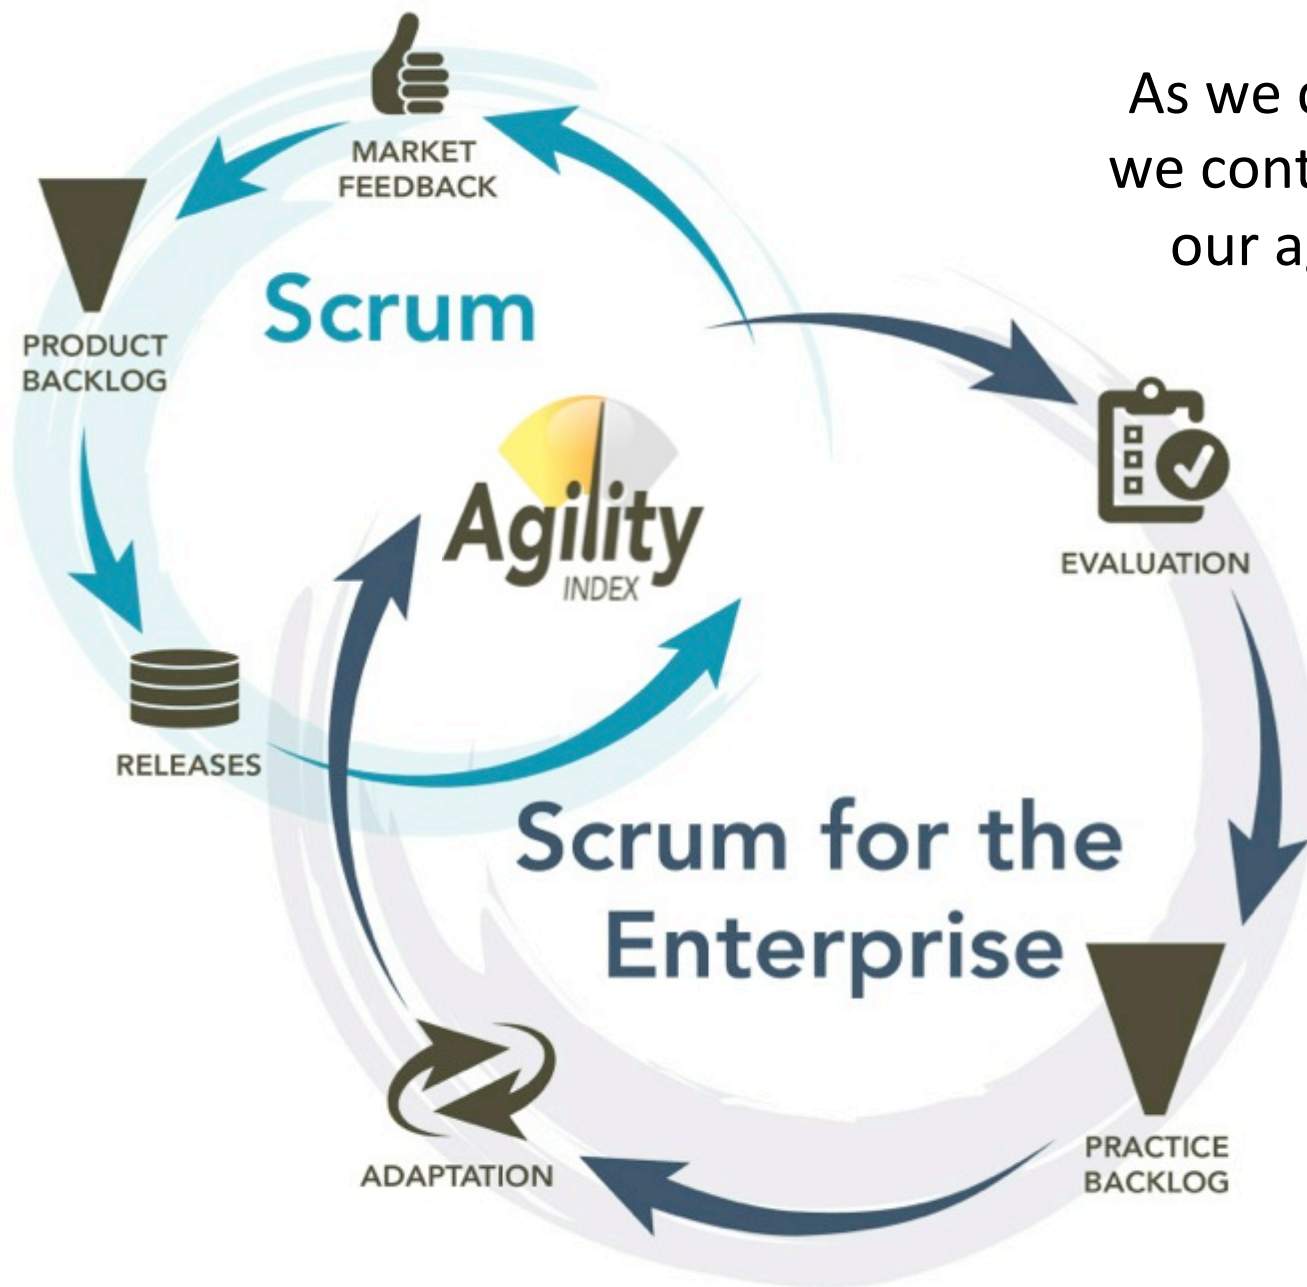 As we
we
our
MARKET
FEEDBACK
Scrum
PRODUCT
BACKLOG
Agility
INDEX
EVALUATION
RELEASES
Scrum for the
Enterprise
ADAPTATION
PRACTICE
BACKLOG